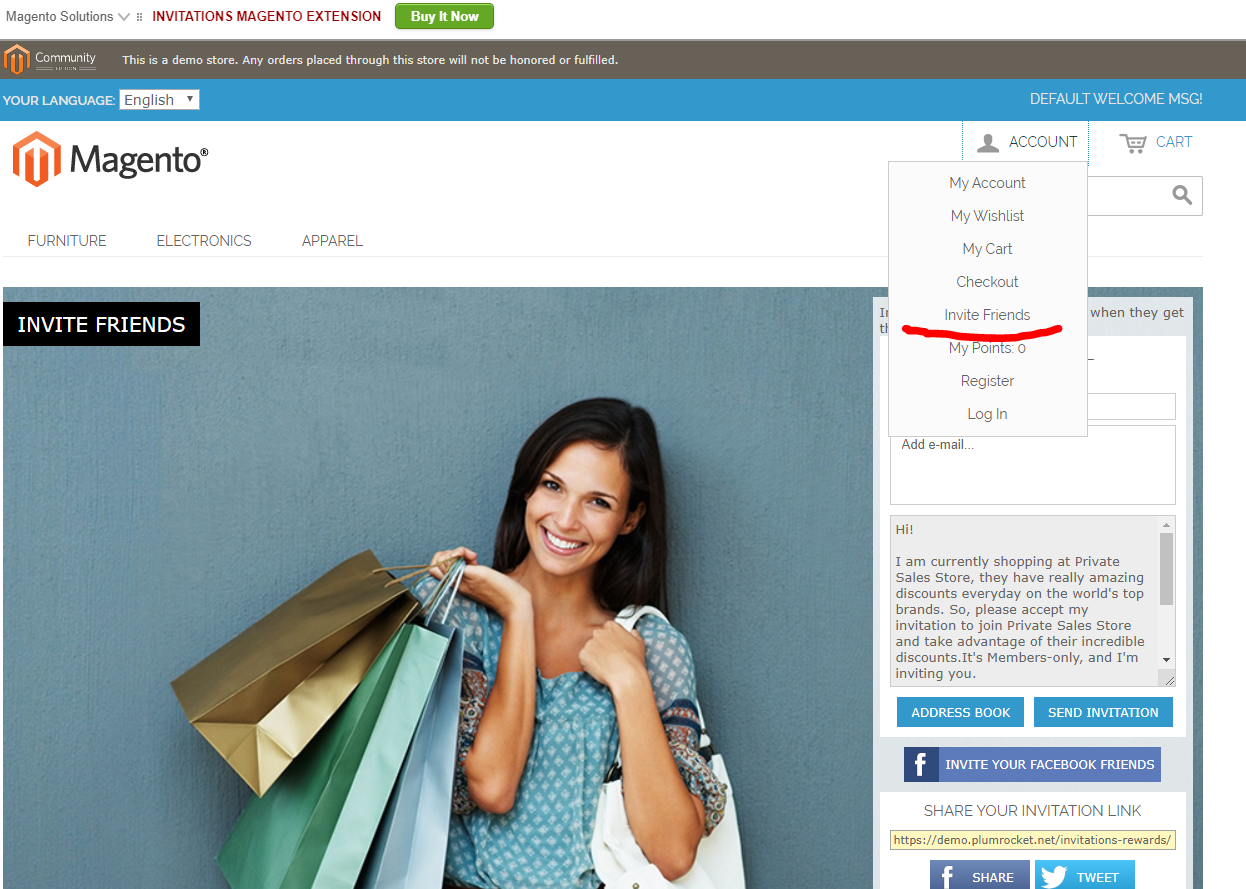 Magento Solutions :: INVITATIONS MAGENTO EXTENSION Buy It Now
Community
This is a demo store. Any orders placed through this store will not be honored or fulfilled.
YOUR LANGUAGE: English
DEFAULT WELCOME MSG!
Magento®
ACCOUNT
CART
My Account
My Wishlist
My Cart
Checkout
Invite Friends
My Points: 0
Register
Log In
FURNITURE ELECTRONICS APPAREL
INVITE FRIENDS
when they get
Add e-mail...
Hi!
I am currently shopping at Private
Sales Store, they have really amazing
discounts everyday on the world's top
brands. So, please accept my
invitation to join Private Sales Store
and take advantage of their incredible
discounts.It's Members-only, and I'm
inviting you.
ADDRESS BOOK SEND INVITATION
INVITE YOUR FACEBOOK FRIENDS
SHARE YOUR INVITATION LINK
https://demo.plumrocket.net/invitations-rewards/
SHARE TWEET